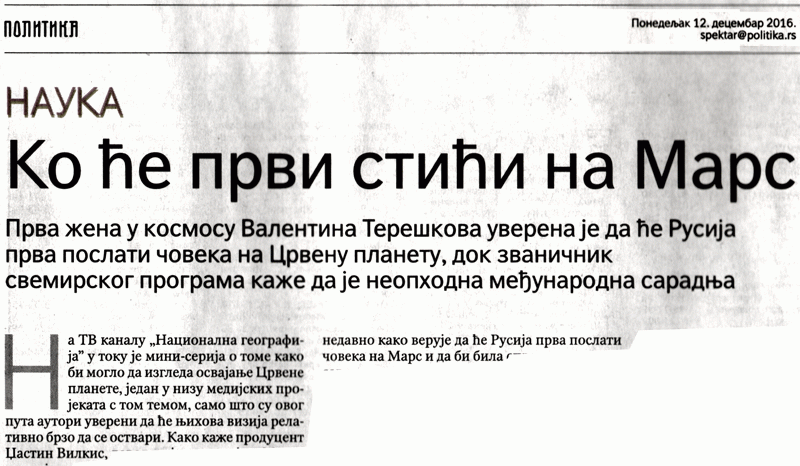 ПОЛИТИКА
Понедељак 12. децембар 2016.
spektar@politika.rs
НАУКА
Ко ће први стићи на Марс
Прва жена у космосу Валентина Терешкова уверена је да ће Русија
прва послати човека на Црвену планету, док званичник
свемирског програма каже да је неопходна међународна сарадња
На ТВ каналу „Национална географи-
ја” у току је мини-серија о томе како
би могло да изгледа освајање Црвене
планете, један у низу медијских про-
јеката с том темом, само што су овог
пута аутори уверени да ће њихова визија рела-
тивно брзо да се оствари. Како каже продуцент
Џастин Вилкис,
недавно како верује да ће Русија прва послати
човека на Марс и да би била